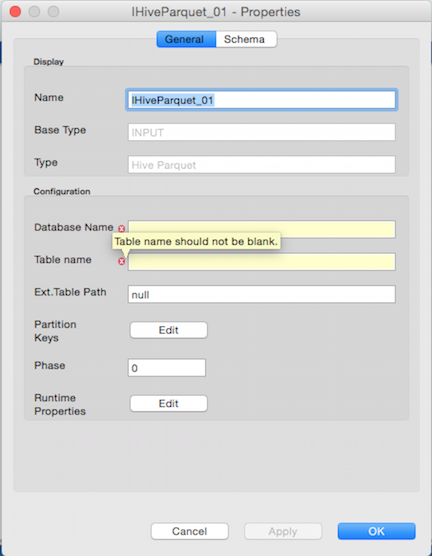 IHiveParquet_01 - Properties
General Schema
Display
Name IHiveParquet_01
Base Type INPUT
Type Hive Parquet
Configuration
Database Name
Table name should not be blank.
Table name
Ext.Table Path null
Partition
Keys
Edit
Phase 0
Runtime
Properties
Edit
Cancel Apply OK